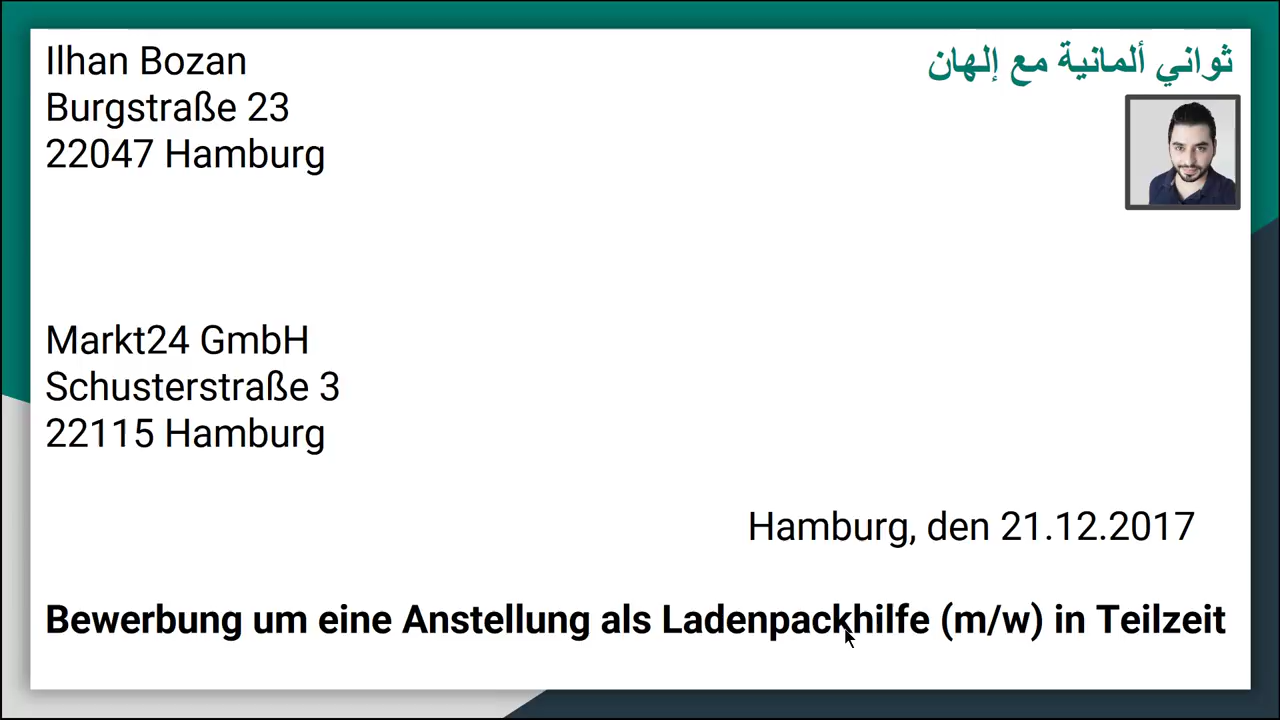 Ilhan Bozan
Burgstraße 23
22047 Hamburg
ثواني ألمانية مع إلهان
Markt24 GmbH
Schusterstraße 3
22115 Hamburg
Hamburg, den 21.12.2017
Bewerbung um eine Anstellung als Ladenpackhilfe (m/w) in Teilzeit